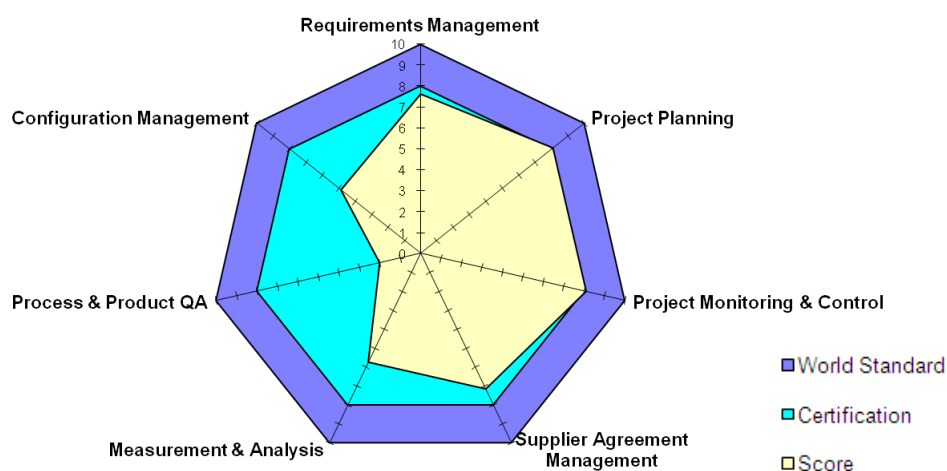 Requirements Management
10
9
8
7
6
5
4
3
2
1
0
Configuration Management
Project Planning
Process & Product QA
Project Monitoring & Control
Measurement & Analysis
Supplier Agreement
Management
World Standard
Certification
Score